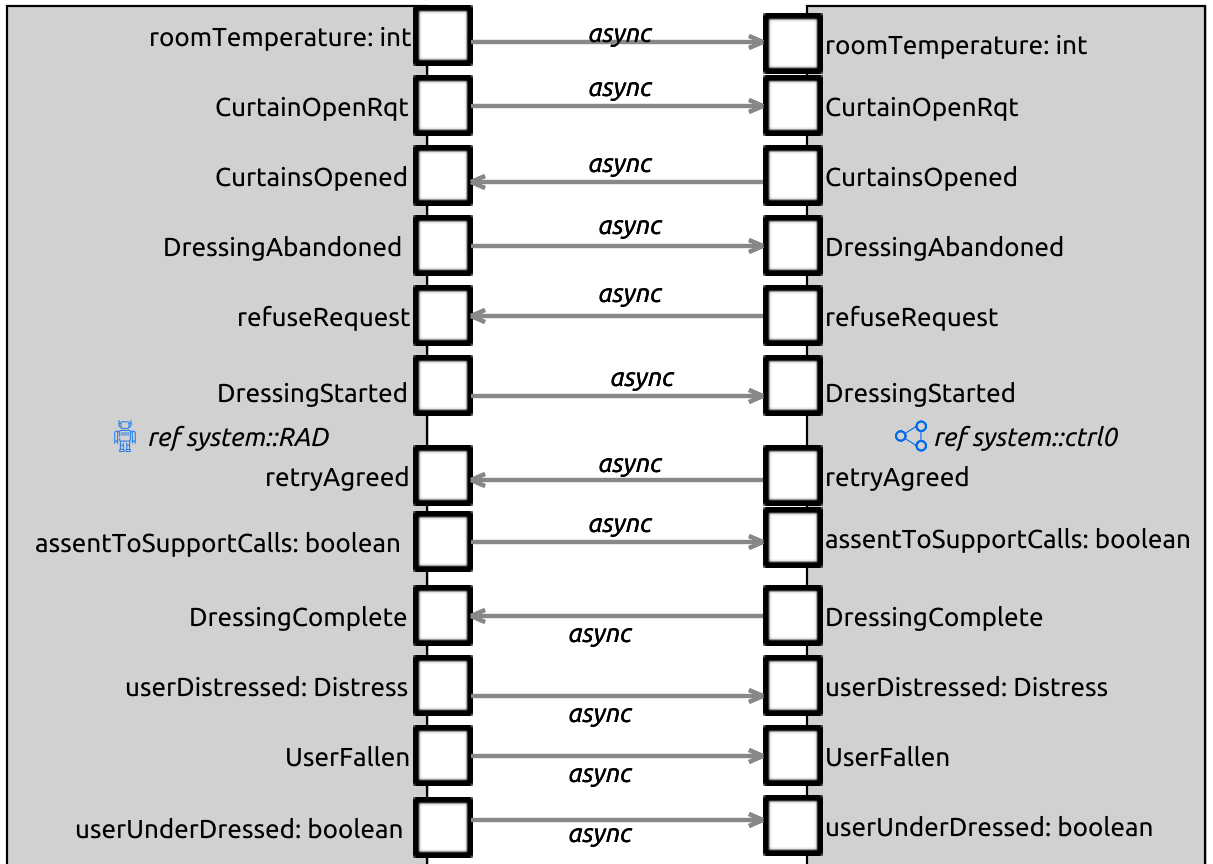 roomTemperature: int async roomTemperature: int
CurtainOpenRqt async CurtainOpenRqt
CurtainsOpened async CurtainsOpened
DressingAbandoned async DressingAbandoned
refuseRequest async refuseRequest
DressingStarted async DressingStarted
ref system::RAD ref system::ctrl0
retryAgreed async retryAgreed
assentToSupportCalls: boolean async assentToSupportCalls: boolean
DressingComplete async DressingComplete
userDistressed: Distress async userDistressed: Distress
UserFallen async UserFallen
userUnderDressed: boolean async userUnderDressed: boolean